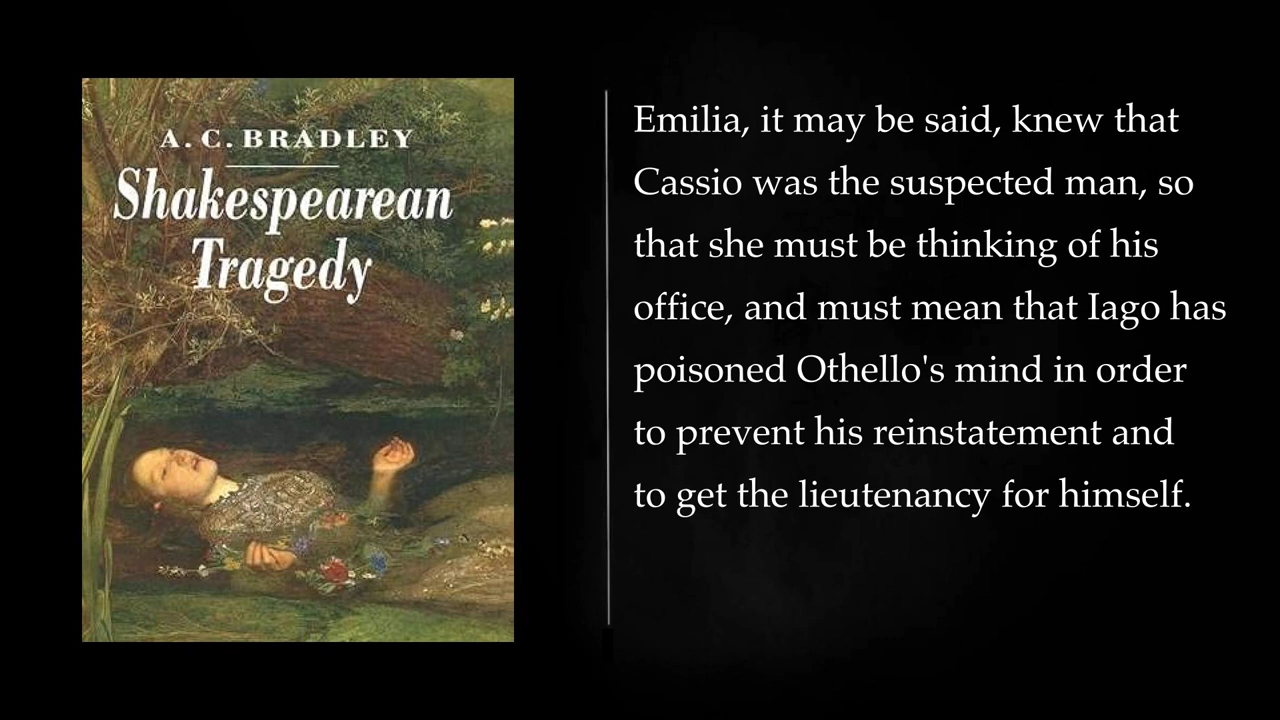 A. C. BRADLEY
Shakespearean
Tragedy
Emilia, it may be said, knew that
Cassio was the suspected man, so
that she must be thinking of his
office, and must mean that Iago has
poisoned Othello's mind in order
to prevent his reinstatement and
to get the lieutenancy for himself.